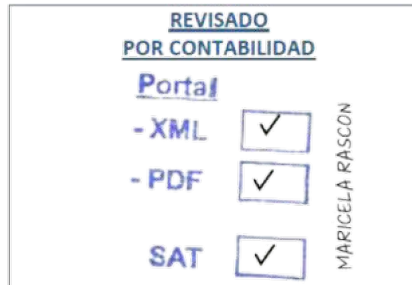 REVISADO
POR CONTABILIDAD
Portal
- XML ✓
- PDF ✓
SAT ✓
MARICELA RASCON